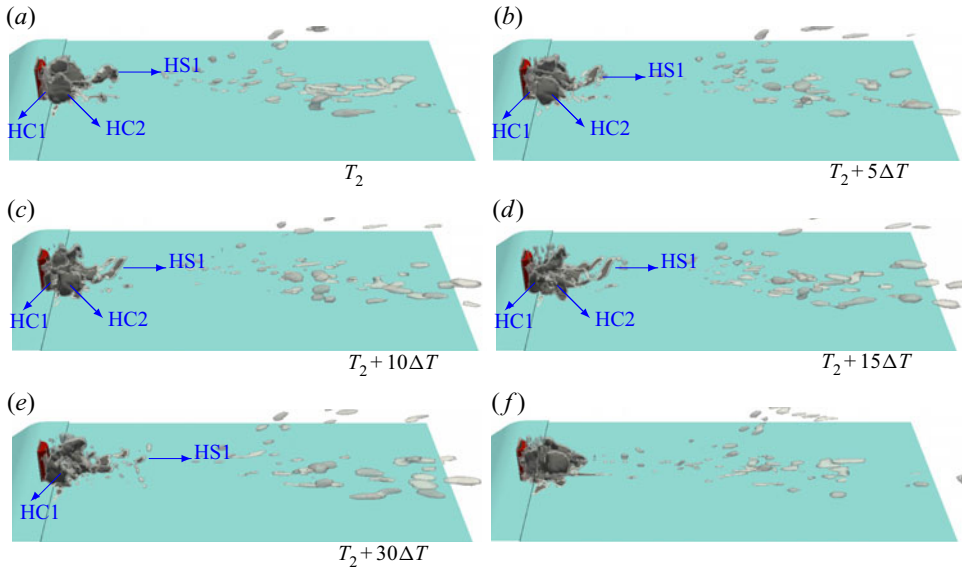 (a)
HS1
HC1
HC2
T₂
(b)
HS1
HC1
HC2
T₂ + 5ΔT
(c)
HS1
HC1
HC2
T₂ + 10ΔT
(d)
HS1
HC1
HC2
T₂ + 15ΔT
(e)
HS1
HC1
T₂ + 30ΔT
(f)